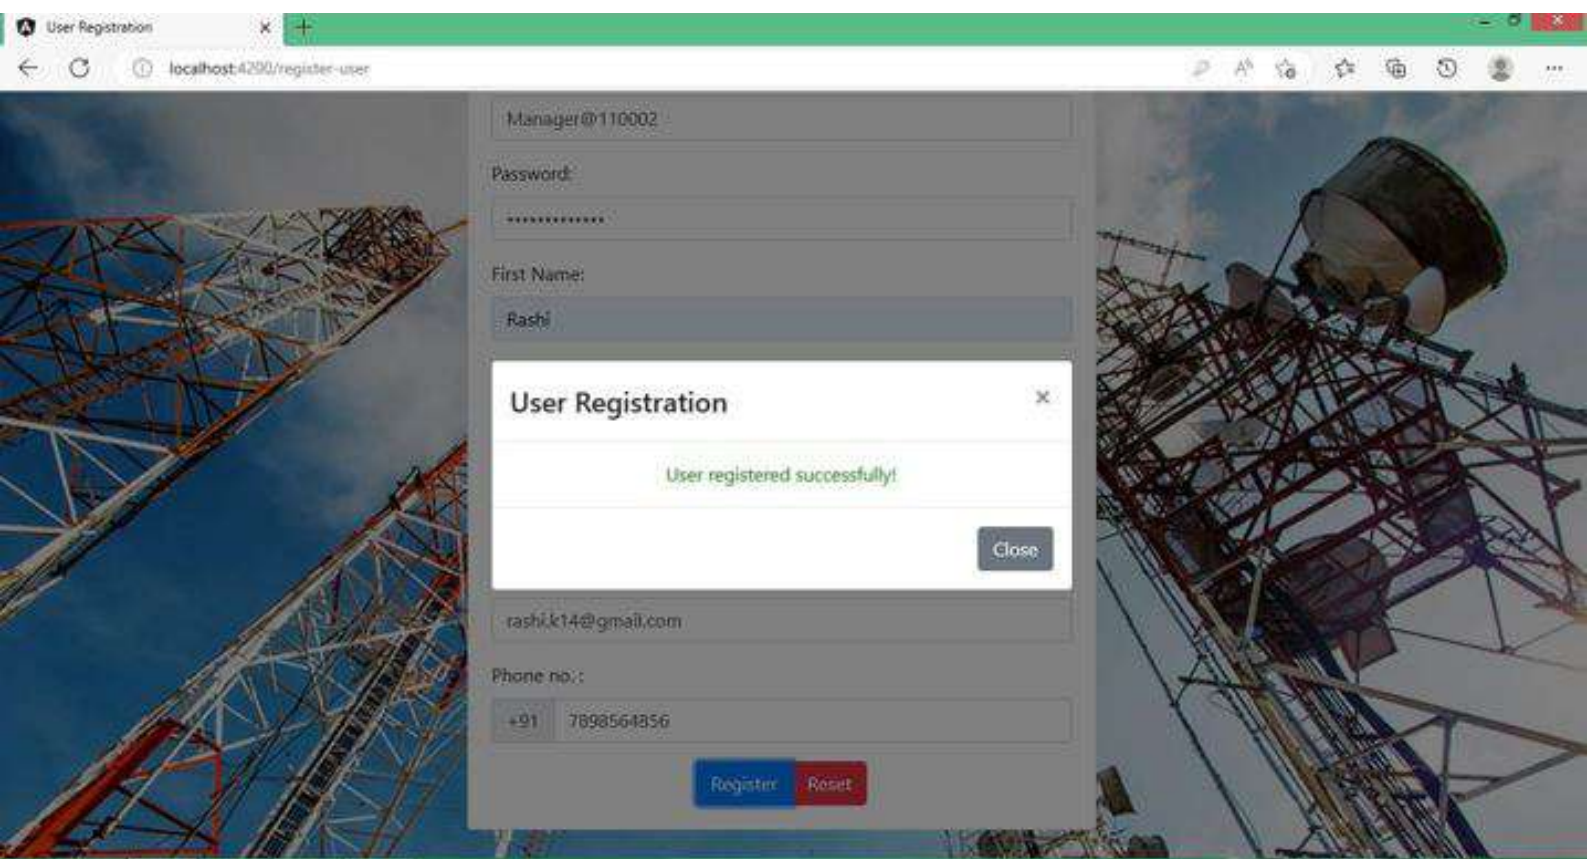 User Registration
localhost:4200/register-user
Manager@110002
Password:
•••••••••••••
First Name:
Rashi
User Registration
×
User registered successfully!
Close
rashi.k14@gmail.com
Phone no. :
+91 7898564856
Register Reset